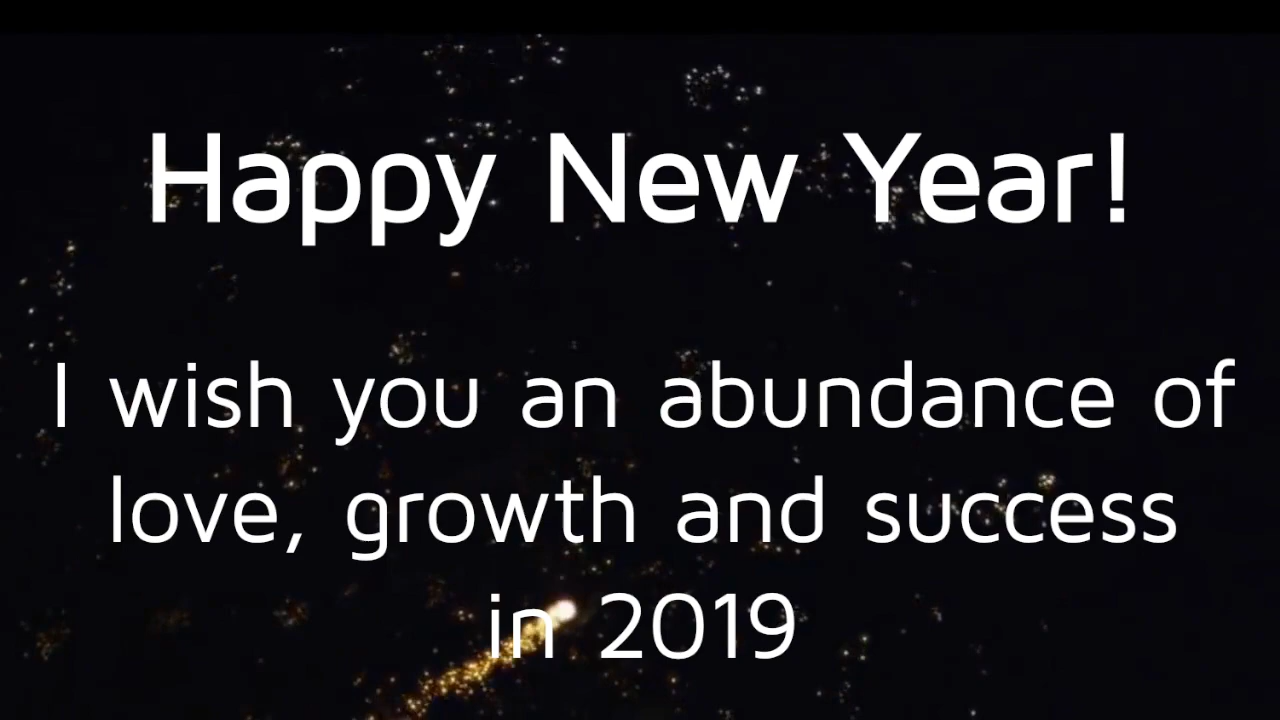 Happy New Year!
I wish you an abundance of
love, growth and success
in 2019